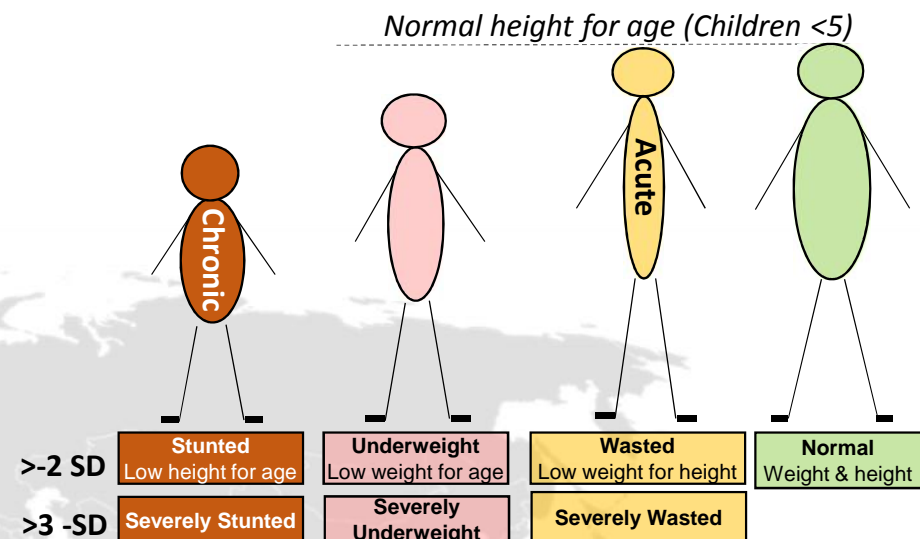 Normal height for age (Children <5)
Chronic
Acute
>-2 SD
Stunted
Low height for age
Underweight
Low weight for age
Wasted
Low weight for height
Normal
Weight & height
>3 -SD
Severely Stunted
Severely
Underweight
Severely Wasted